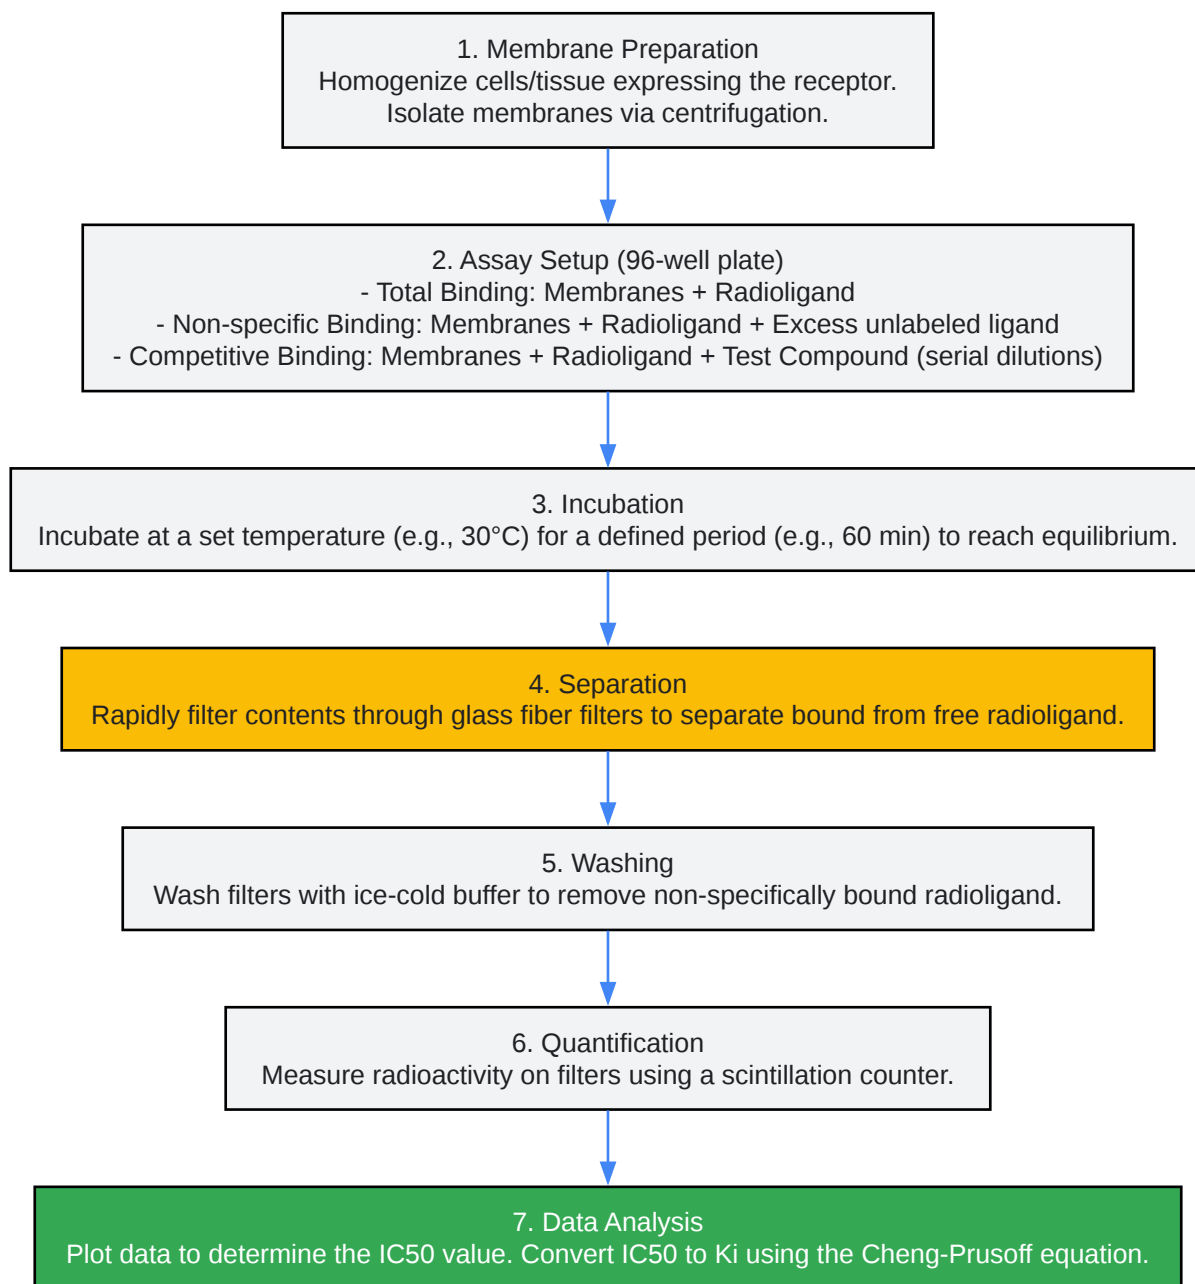 1. Membrane Preparation
Homogenize cells/tissue expressing the receptor.
Isolate membranes via centrifugation.
2. Assay Setup (96-well plate)
- Total Binding: Membranes + Radioligand
- Non-specific Binding: Membranes + Radioligand + Excess unlabeled ligand
- Competitive Binding: Membranes + Radioligand + Test Compound (serial dilutions)
3. Incubation
Incubate at a set temperature (e.g., 30°C) for a defined period (e.g., 60 min) to reach equilibrium.
4. Separation
Rapidly filter contents through glass fiber filters to separate bound from free radioligand.
5. Washing
Wash filters with ice-cold buffer to remove non-specifically bound radioligand.
6. Quantification
Measure radioactivity on filters using a scintillation counter.
7. Data Analysis
Plot data to determine the IC50 value. Convert IC50 to Ki using the Cheng-Prusoff equation.